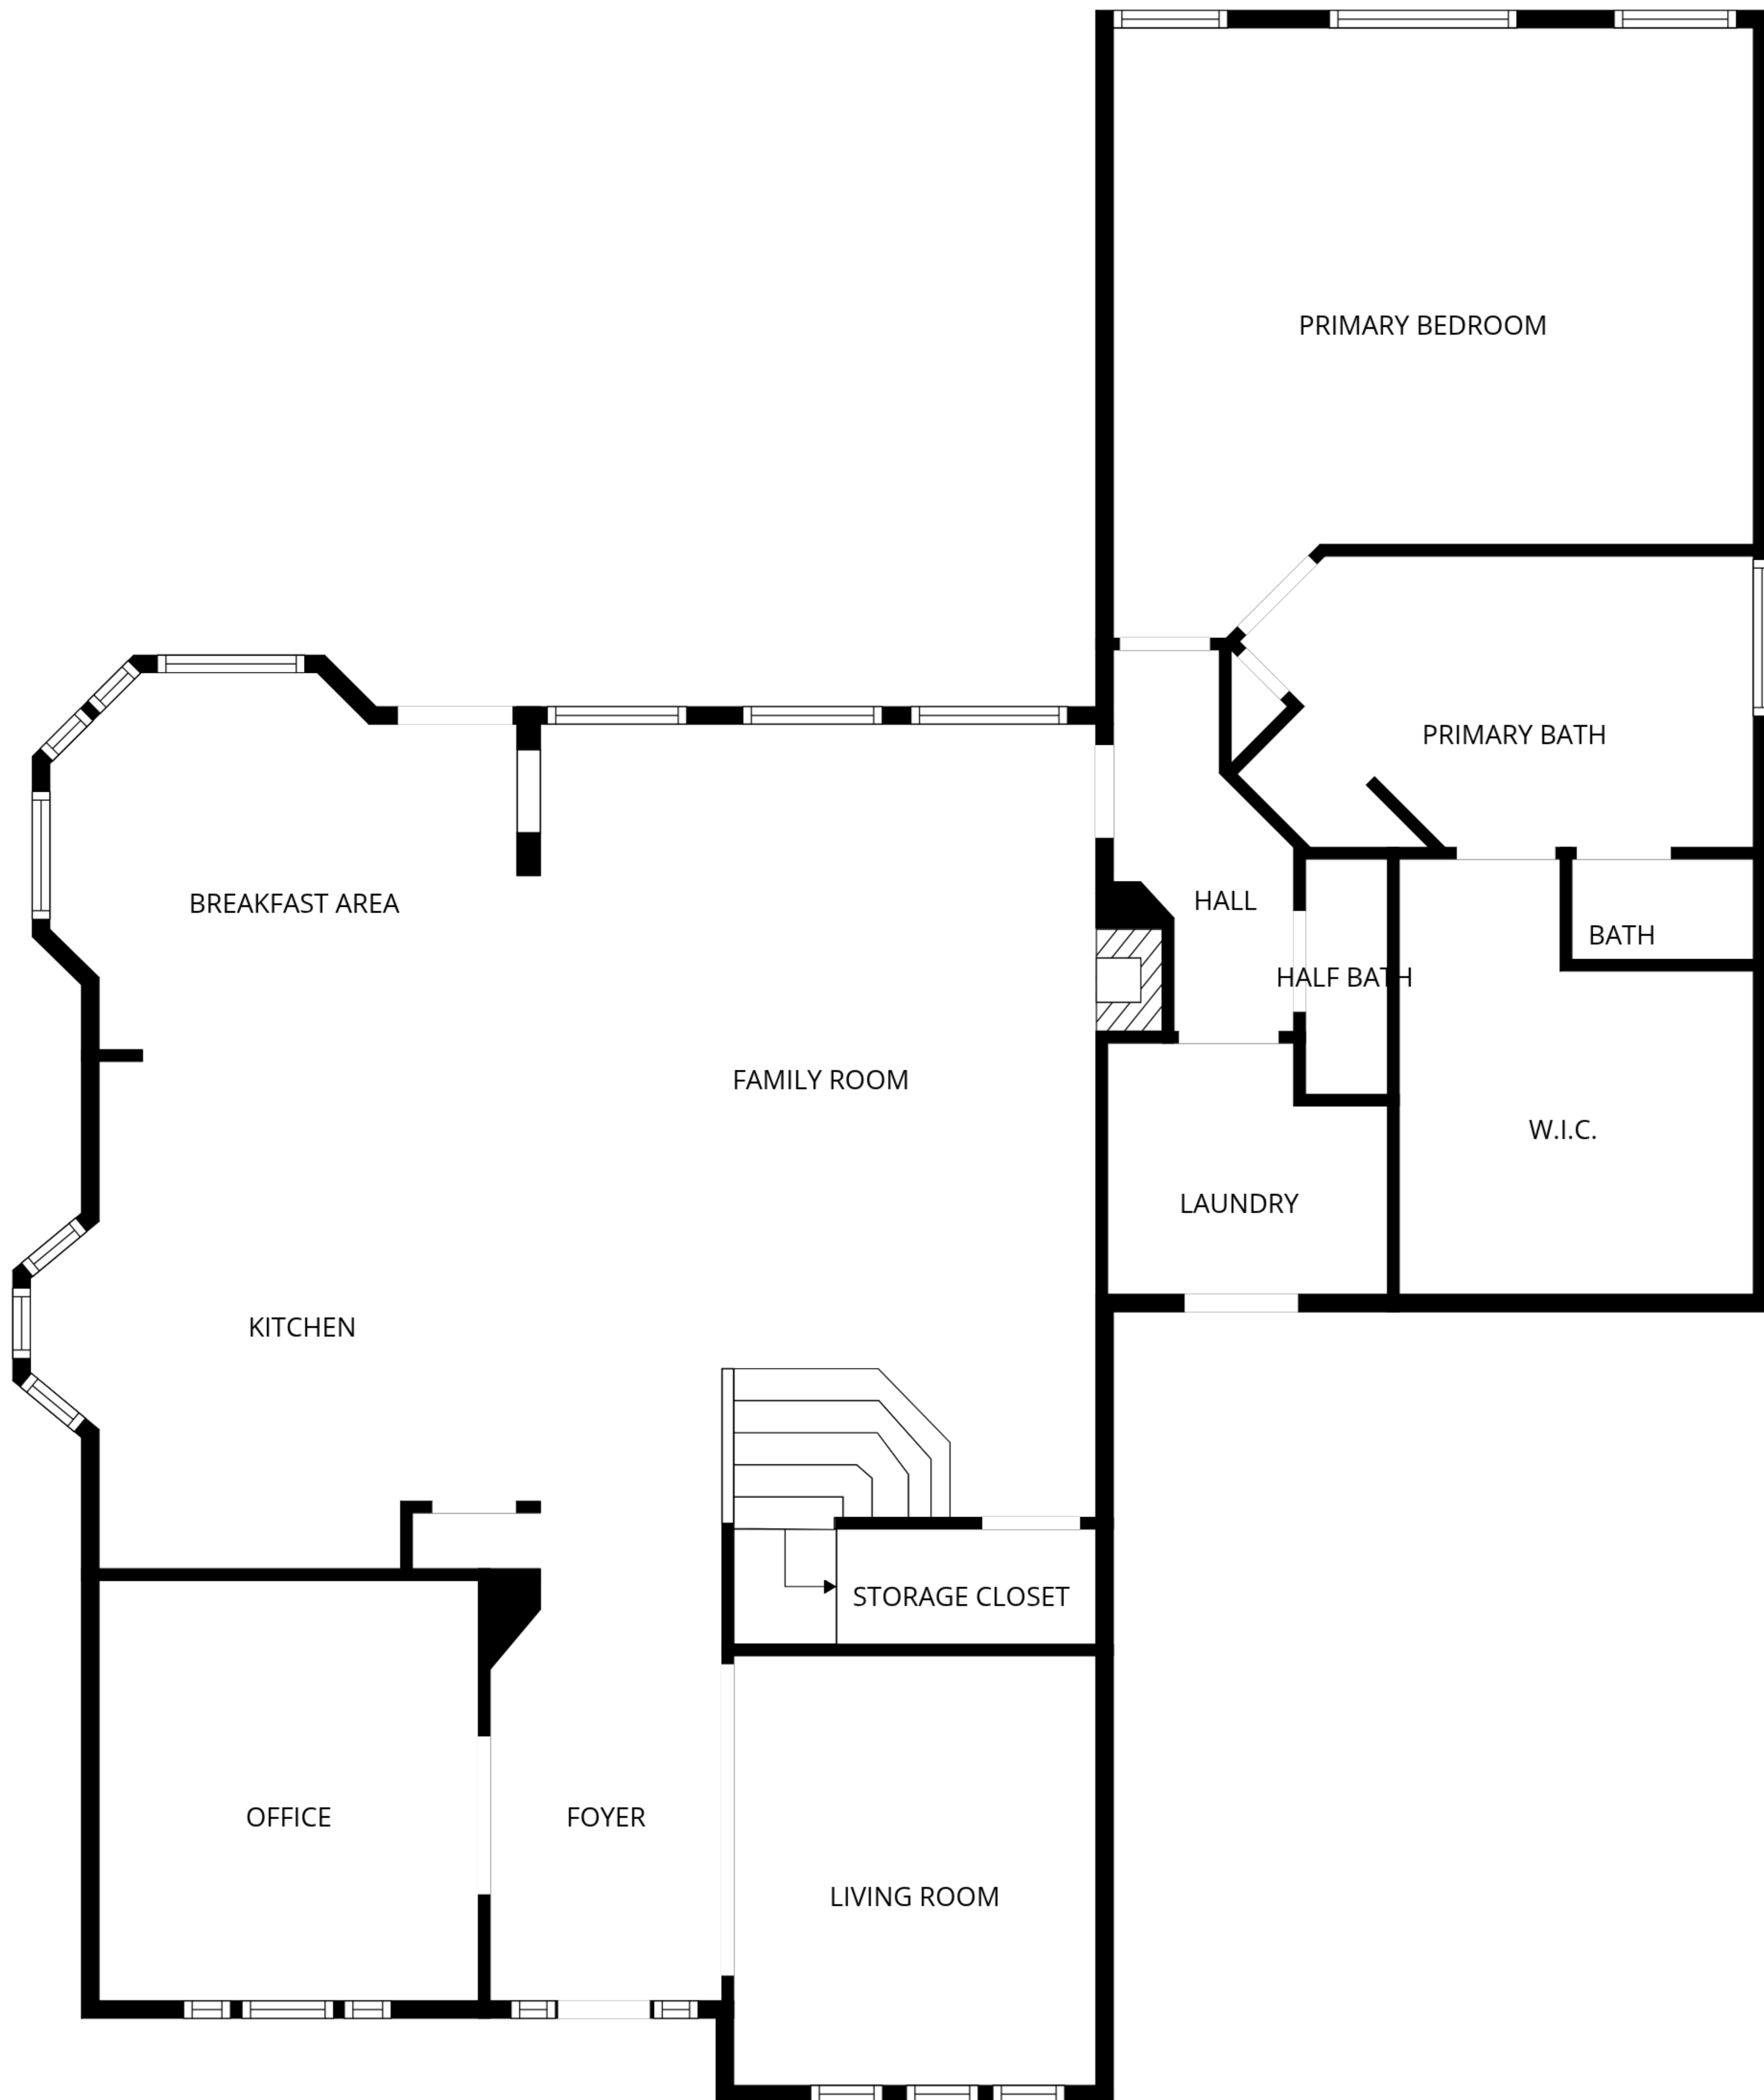 PRIMARY BEDROOM
PRIMARY BATH
BREAKFAST AREA
HALL
BATH
HALF BATH
FAMILY ROOM
W.I.C.
LAUNDRY
KITCHEN
STORAGE CLOSET
OFFICE
FOYER
LIVING ROOM